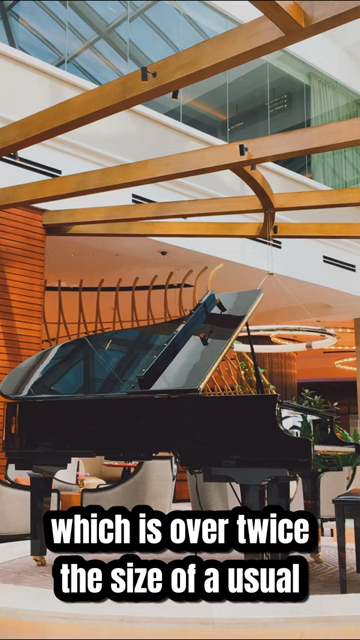 which is over twice
the size of a usual